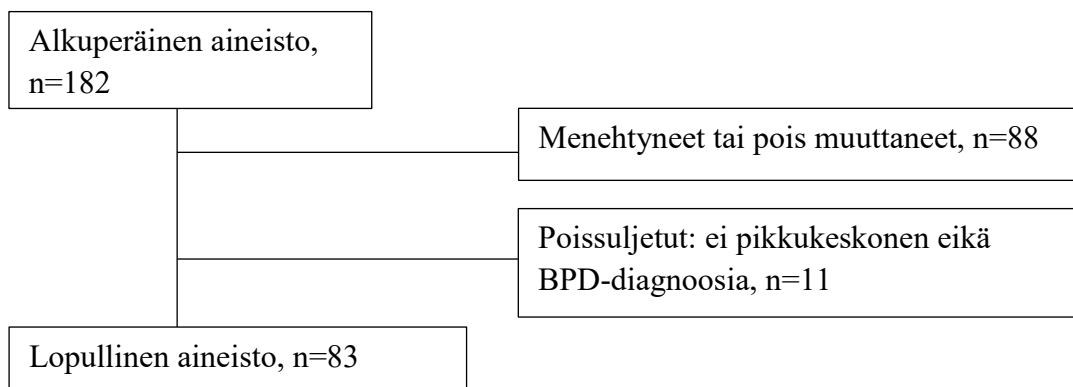 Alkuperäinen aineisto,
n=182
Menehtyneet tai pois muuttaneet, n=88
Poissuljetut: ei pikkukeskonen eikä
BPD-diagnoosia, n=11
Lopullinen aineisto, n=83